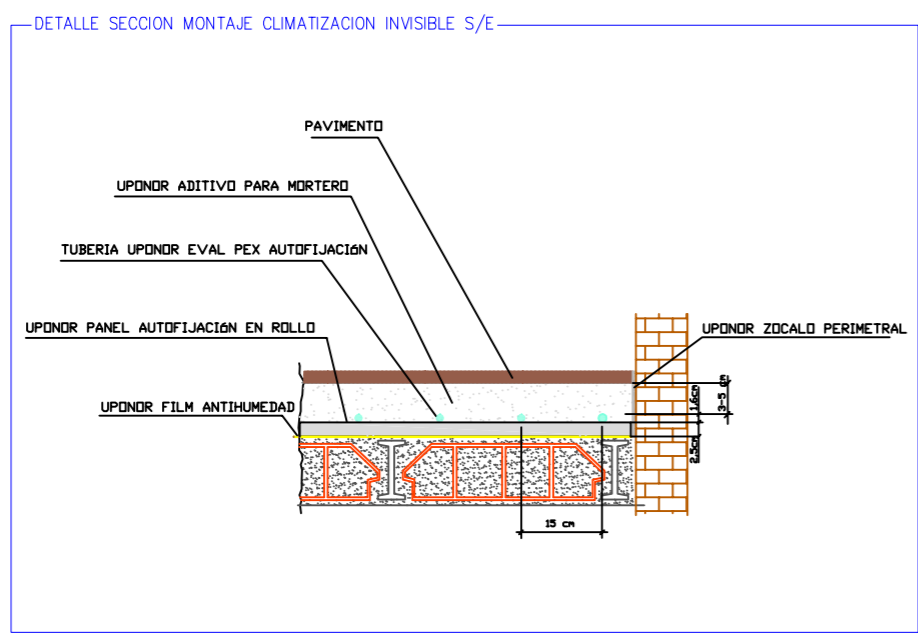 DETALLE SECCION MONTAJE CLIMATIZACION INVISIBLE S/E
PAVIMENTO
UPONOR ADITIVO PARA MORTERO
TUBERIA UPONOR EVAL PEX AUTOFIJACIóN
UPONOR PANEL AUTOFIJACIóN EN ROLLO
UPONOR ZOCALO PERIMETRAL
UPONOR FILM ANTIHUMEDAD
1,6cm
3-5 cm
2,5cm
15 cm